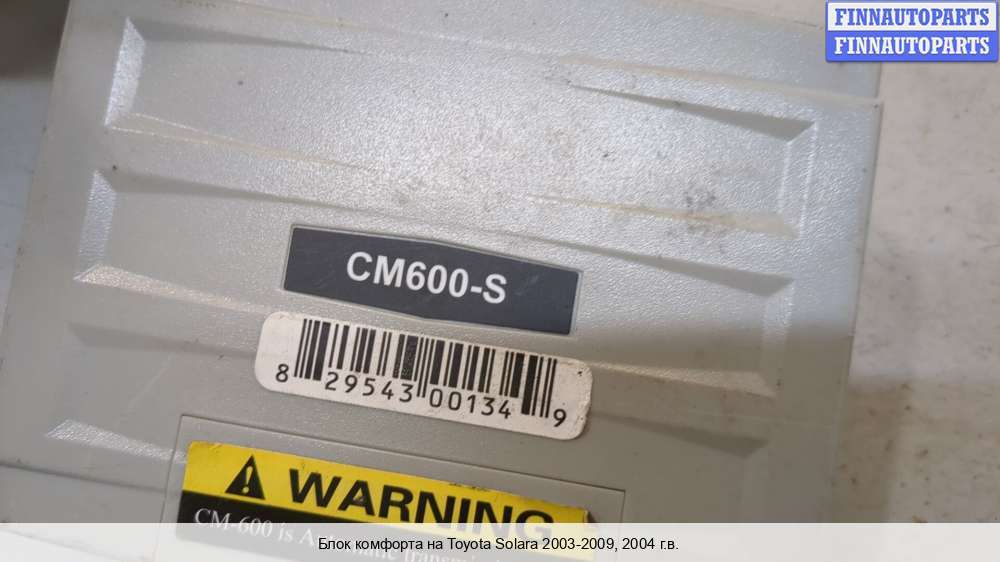 FINNAUTOPARTS
FINNAUTOPARTS
CM600-S
8 29543 00134 9
WARNING
CM-600 is Automatic
Блок комфорта на Toyota Solara 2003-2009, 2004 г.в.